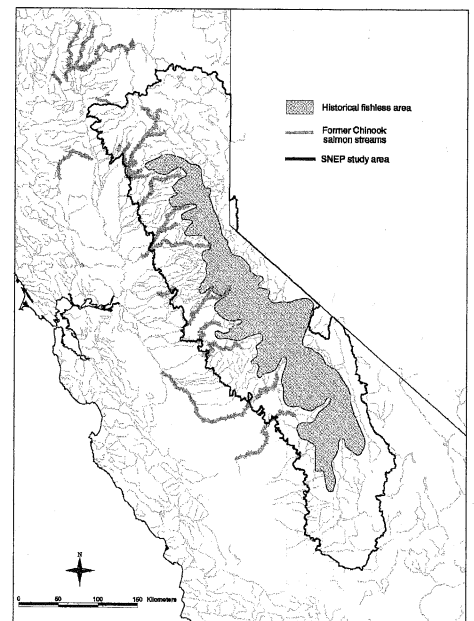 Historical fishless area
Former Chinook
salmon streams
SNEP study area
N
0 50 100 150 Kilometers